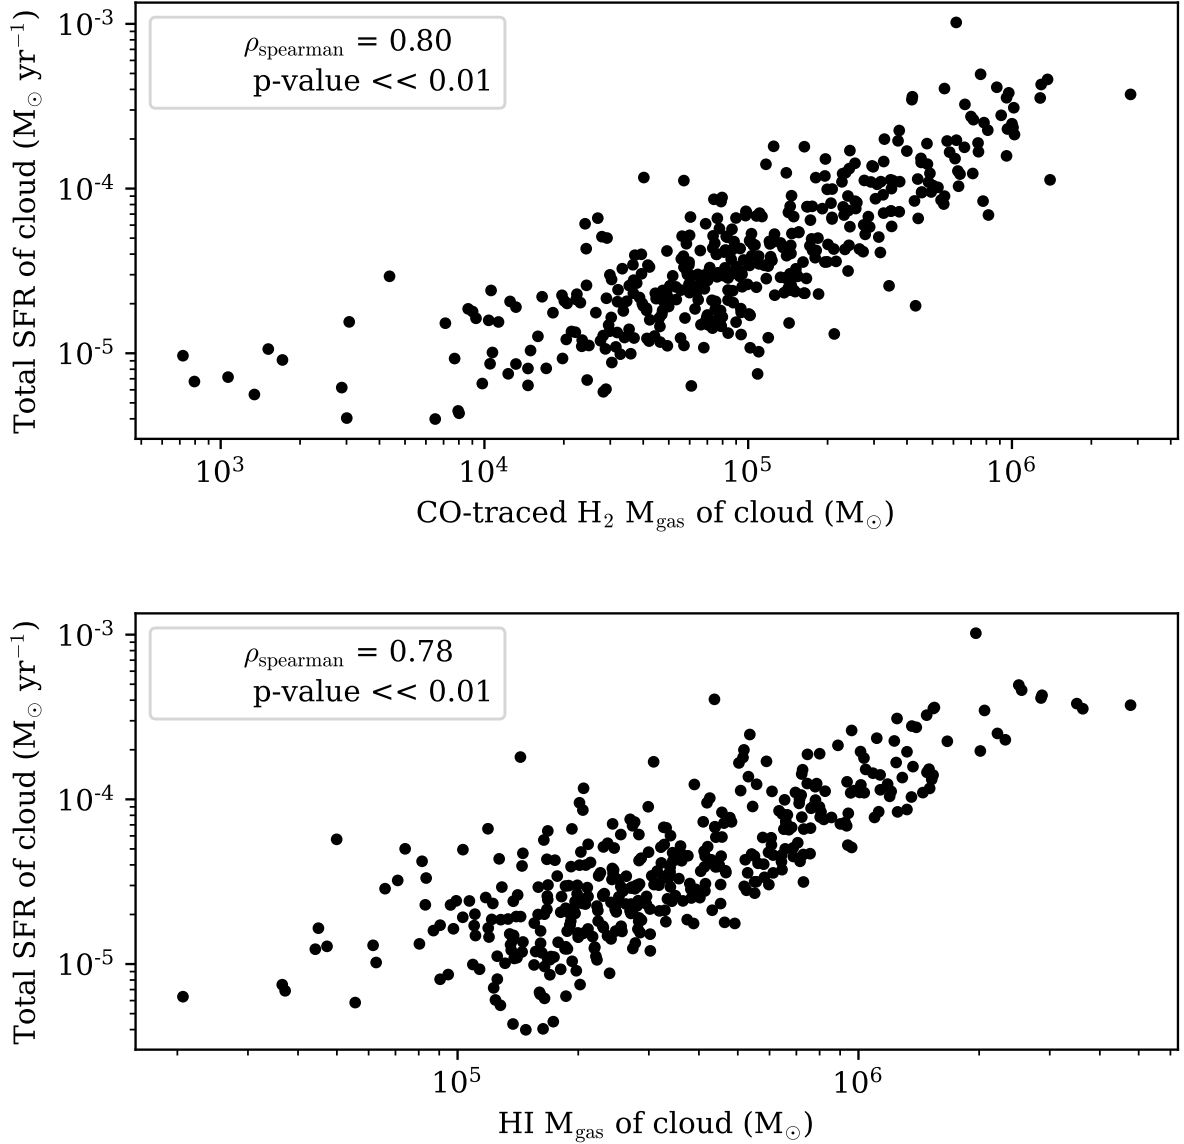 10⁻³
10⁻⁴
10⁻⁵
Total SFR of cloud (M☉ yr⁻¹)
ρspearman = 0.80
p-value << 0.01
10³ 10⁴ 10⁵ 10⁶
CO-traced H₂ Mgas of cloud (M☉)
10⁻³
10⁻⁴
10⁻⁵
Total SFR of cloud (M☉ yr⁻¹)
ρspearman = 0.78
p-value << 0.01
10⁵ 10⁶
HI Mgas of cloud (M☉)